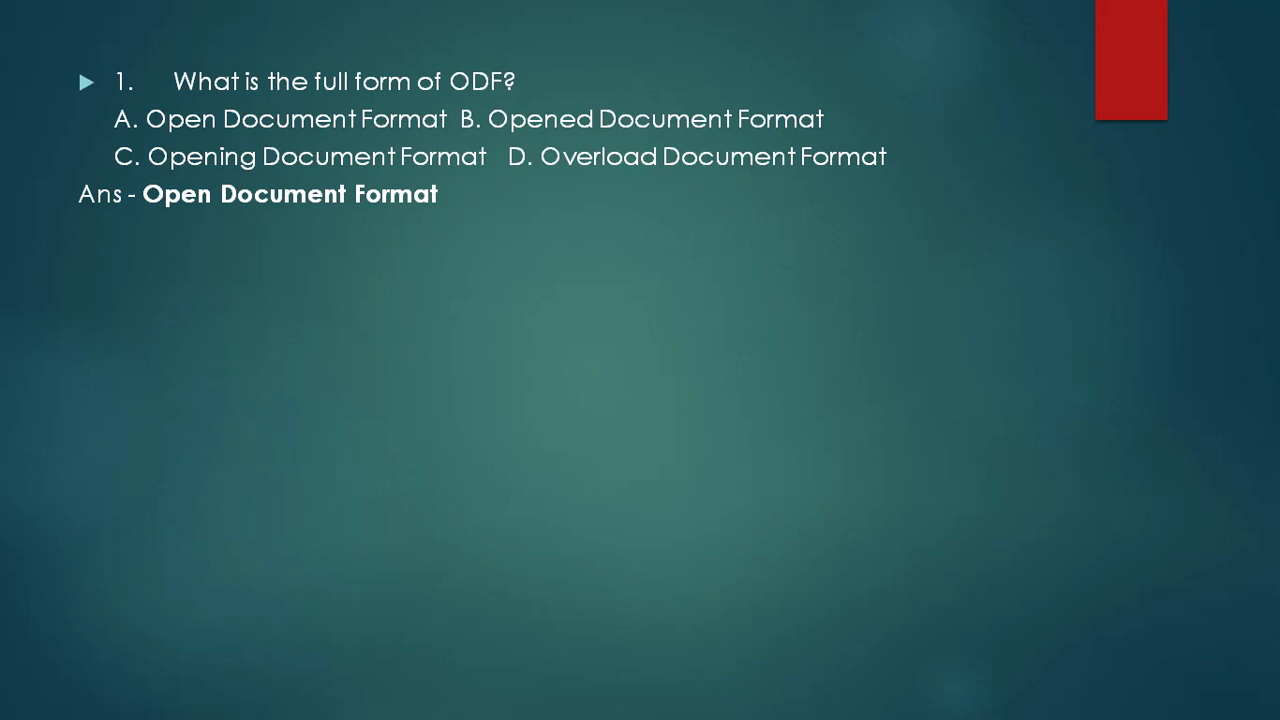 1. What is the full form of ODF?
A. Open Document Format B. Opened Document Format
C. Opening Document Format D. Overload Document Format
Ans - Open Document Format